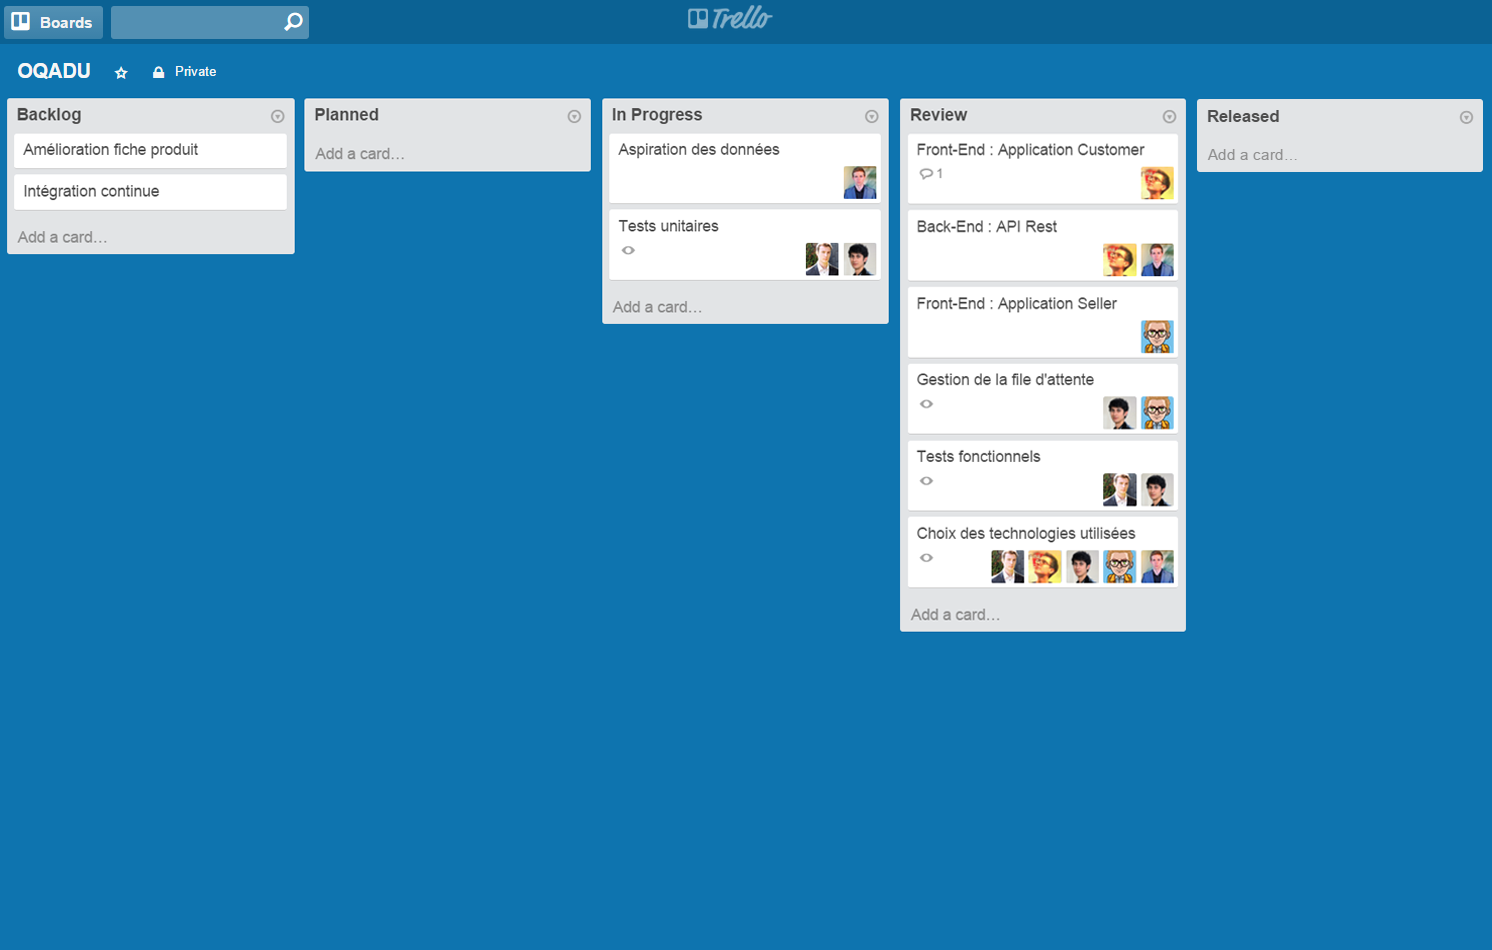 Boards
Trello
OQADU
Private
Backlog
Amélioration fiche produit
Intégration continue
Add a card…
Planned
Add a card…
In Progress
Aspiration des données
Tests unitaires
Add a card…
Review
Front-End : Application Customer
1
Back-End : API Rest
Front-End : Application Seller
Gestion de la file d'attente
Tests fonctionnels
Choix des technologies utilisées
Add a card…
Released
Add a card…